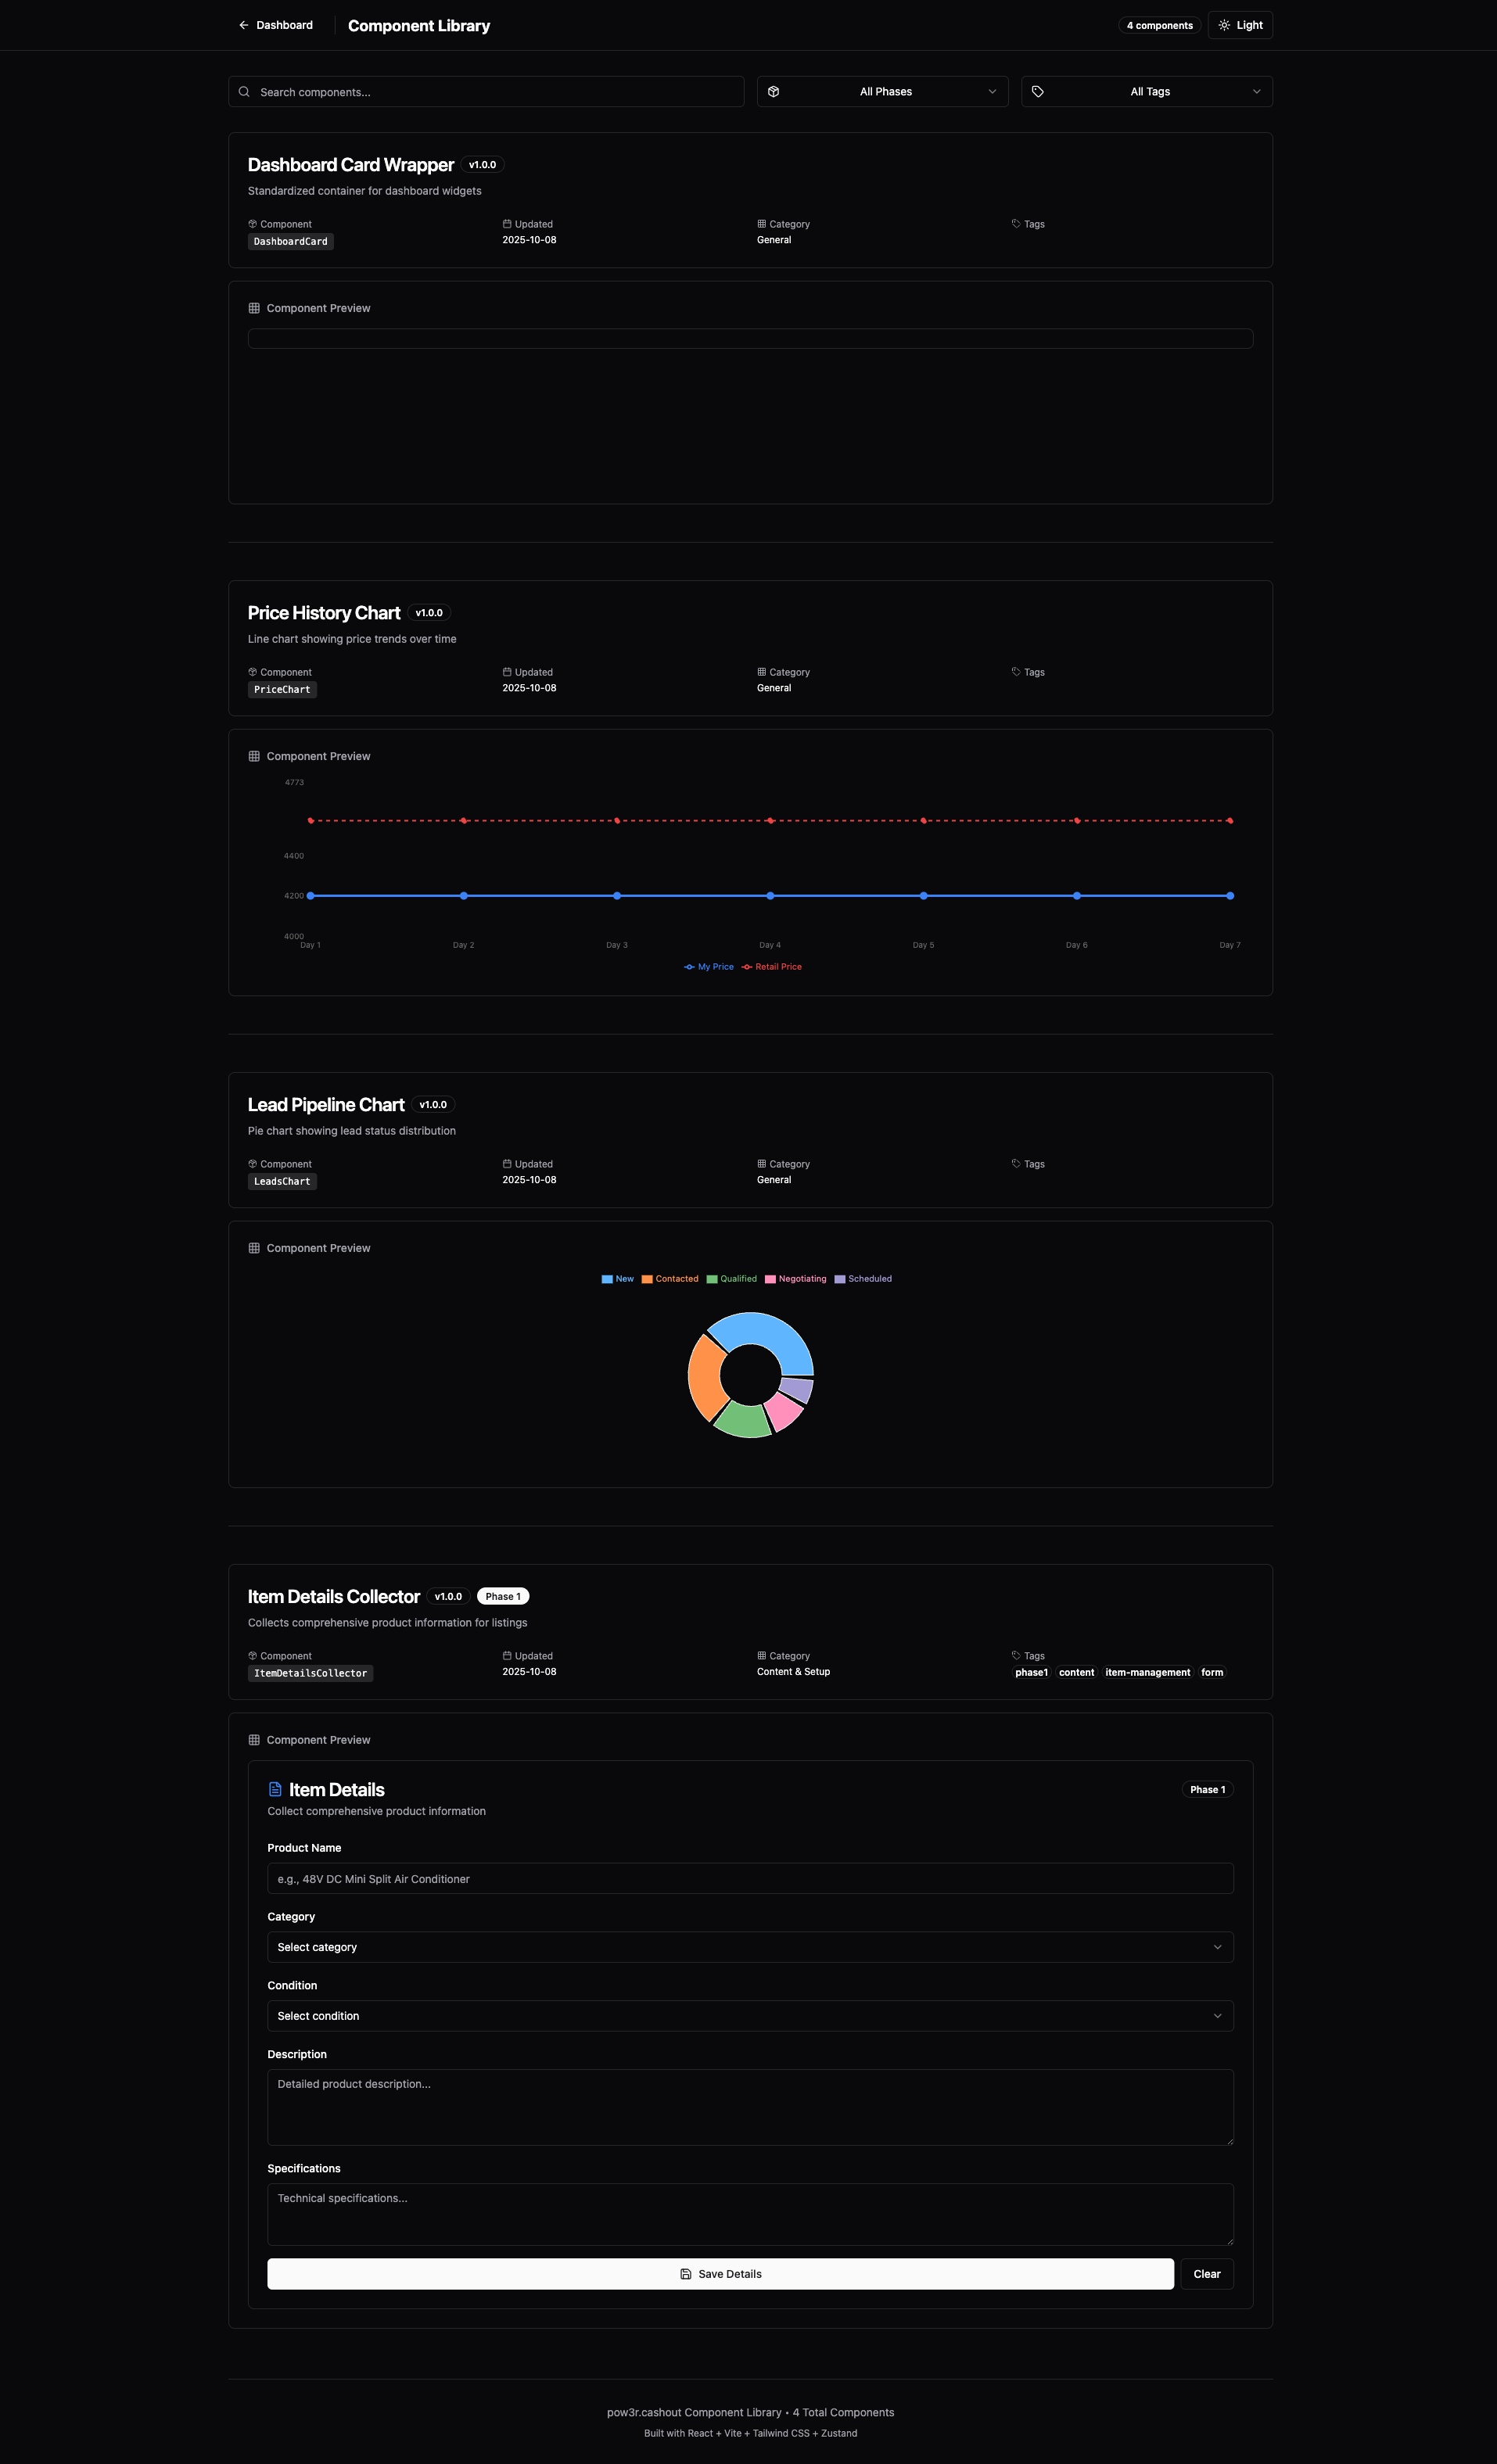 Dashboard
Component Library
4 components
Light
Search components...
All Phases
All Tags
Dashboard Card Wrapper
v1.0.0
Standardized container for dashboard widgets
Component
Updated
Category
Tags
DashboardCard
2025-10-08
General
Component Preview
Price History Chart
v1.0.0
Line chart showing price trends over time
Component
Updated
Category
Tags
PriceChart
2025-10-08
General
Component Preview
4773
4400
4200
4000
Day 1
Day 2
Day 3
Day 4
Day 5
Day 6
Day 7
My Price
Retail Price
Lead Pipeline Chart
v1.0.0
Pie chart showing lead status distribution
Component
Updated
Category
Tags
LeadsChart
2025-10-08
General
Component Preview
New
Contacted
Qualified
Negotiating
Scheduled
Item Details Collector
v1.0.0
Phase 1
Collects comprehensive product information for listings
Component
Updated
Category
Tags
ItemDetailsCollector
2025-10-08
Content & Setup
phase1
content
item-management
form
Component Preview
Item Details
Phase 1
Collect comprehensive product information
Product Name
e.g., 48V DC Mini Split Air Conditioner
Category
Select category
Condition
Select condition
Description
Detailed product description...
Specifications
Technical specifications...
Save Details
Clear
pow3r.cashout Component Library • 4 Total Components
Built with React + Vite + Tailwind CSS + Zustand